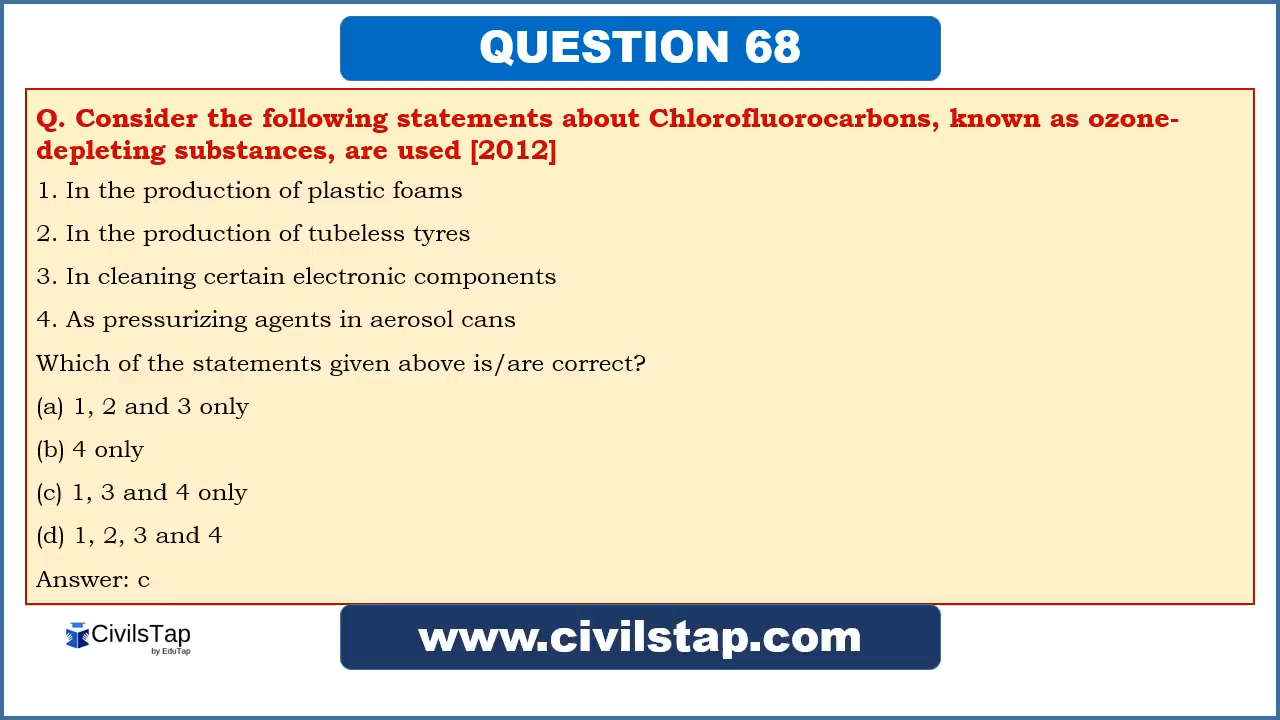 QUESTION 68
Q. Consider the following statements about Chlorofluorocarbons, known as ozone-
depleting substances, are used [2012]
1. In the production of plastic foams
2. In the production of tubeless tyres
3. In cleaning certain electronic components
4. As pressurizing agents in aerosol cans
Which of the statements given above is/are correct?
(a) 1, 2 and 3 only
(b) 4 only
(c) 1, 3 and 4 only
(d) 1, 2, 3 and 4
Answer: c
CivilsTap
by EduTap
www.civilstap.com